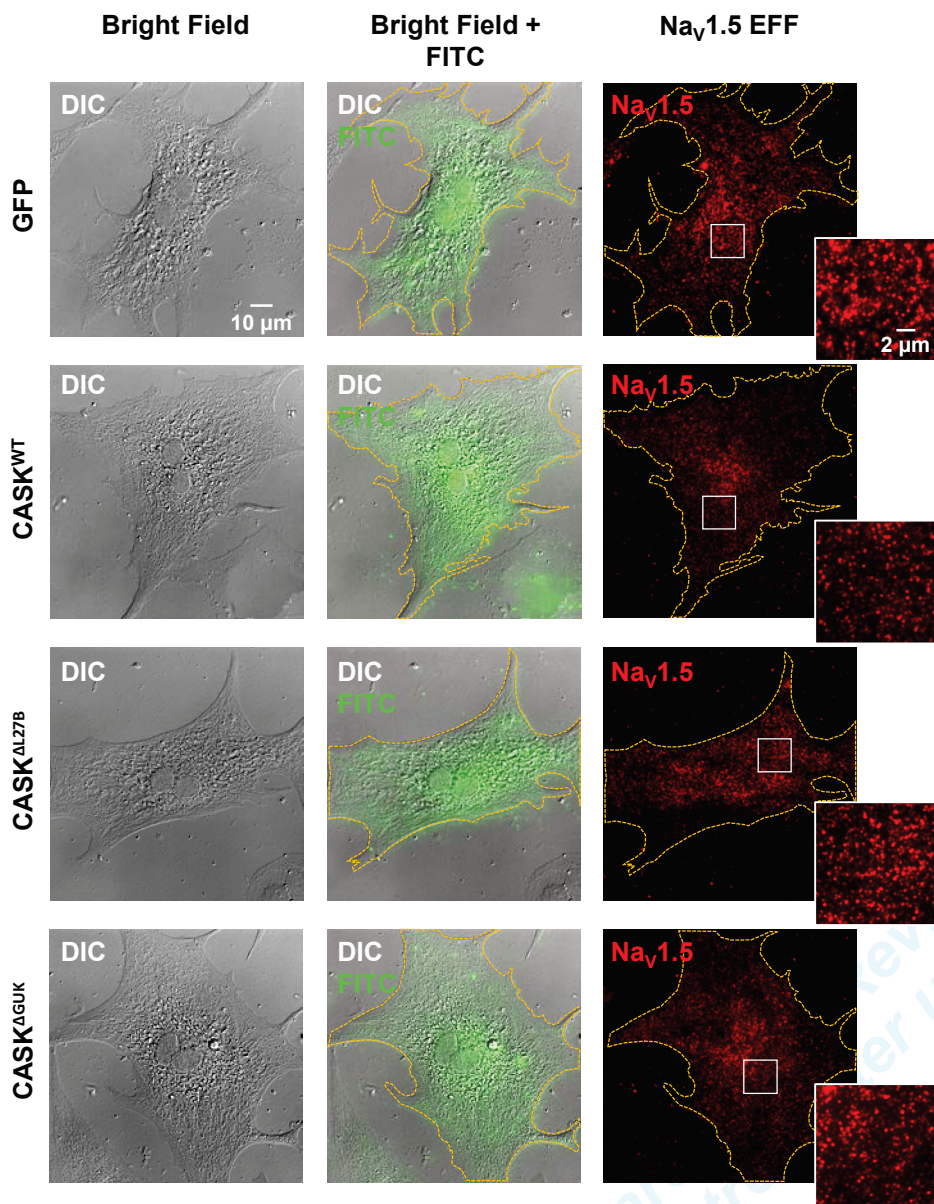 Bright Field
Bright Field +
FITC
NaV1.5 EFF
GFP
DIC
10 µm
DIC
FITC
NaV1.5
2 µm
CASKWT
DIC
DIC
FITC
NaV1.5
CASKΔL27B
DIC
DIC
FITC
NaV1.5
CASKΔGUK
DIC
DIC
FITC
NaV1.5